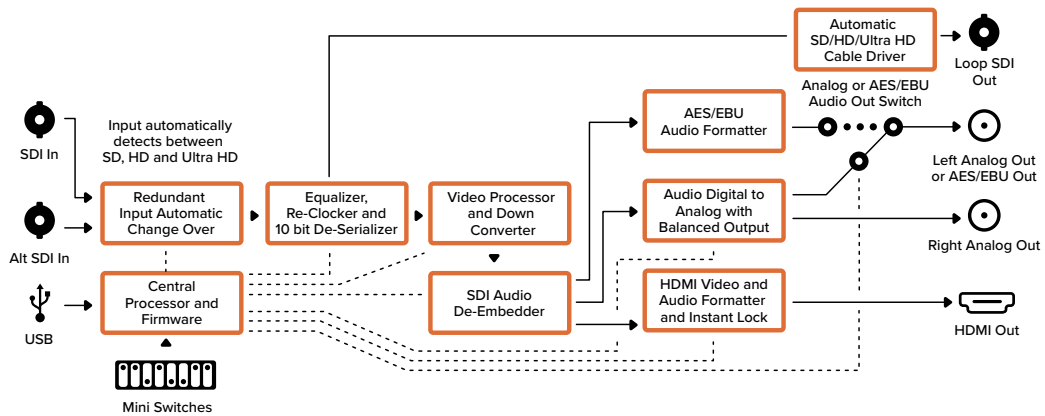 Automatic
SD/HD/Ultra HD
Cable Driver
Loop SDI
Out
Analog or AES/EBU
Audio Out Switch
AES/EBU
Audio Formatter
SDI In
Input automatically
detects between
SD, HD and Ultra HD
Left Analog Out
or AES/EBU Out
Redundant
Input Automatic
Change Over
Equalizer,
Re-Clocker and
10 bit De-Serializer
Video Processor
and Down
Converter
Audio Digital to
Analog with
Balanced Output
Right Analog Out
Alt SDI In
Central
Processor and
Firmware
SDI Audio
De-Embedder
HDMI Video and
Audio Formatter
and Instant Lock
HDMI Out
USB
Mini Switches